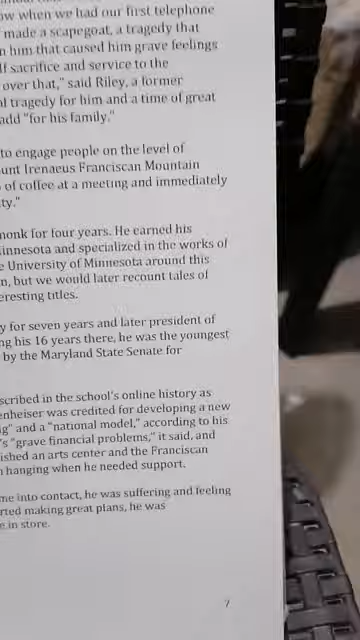 ow when we had our first telephone
made a scapegoat, a tragedy that
n him that caused him grave feelings
lf sacrifice and service to the
over that," said Riley, a former
al tragedy for him and a time of great
add "for his family."
to engage people on the level of
unt Irenaeus Franciscan Mountain
of coffee at a meeting and immediately
ty."
monk for four years. He earned his
innesota and specialized in the works of
e University of Minnesota around this
n, but we would later recount tales of
eresting titles.
y for seven years and later president of
ng his 16 years there, he was the youngest
by the Maryland State Senate for
scribed in the school's online history as
enheiser was credited for developing a new
ig" and a "national model," according to his
's "grave financial problems," it said, and
ished an arts center and the Franciscan
n hanging when he needed support.
me into contact, he was suffering and feeling
rted making great plans, he was
e in store.
7